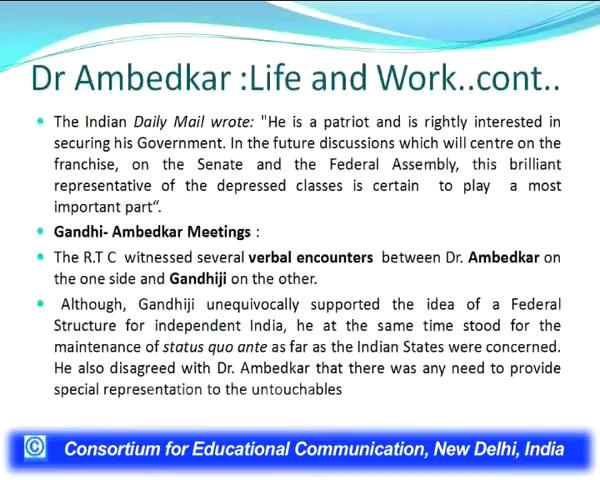 Dr Ambedkar :Life and Work..cont..
The Indian Daily Mail wrote: "He is a patriot and is rightly interested in
securing his Government. In the future discussions which will centre on the
franchise, on the Senate and the Federal Assembly, this brilliant
representative of the depressed classes is certain to play a most
important part“.
Gandhi- Ambedkar Meetings :
The R.T C witnessed several verbal encounters between Dr. Ambedkar on
the one side and Gandhiji on the other.
Although, Gandhiji unequivocally supported the idea of a Federal
Structure for independent India, he at the same time stood for the
maintenance of status quo ante as far as the Indian States were concerned.
He also disagreed with Dr. Ambedkar that there was any need to provide
special representation to the untouchables
© Consortium for Educational Communication, New Delhi, India